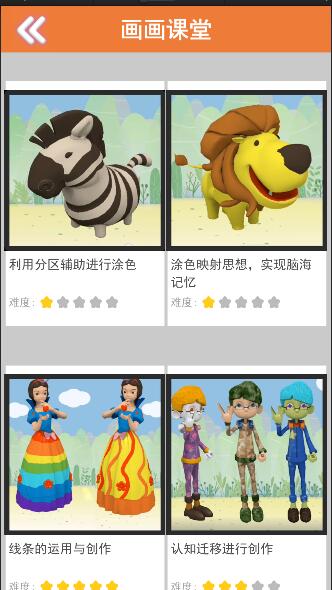 画画课堂
利用分区辅助进行涂色
涂色映射思想，实现脑海
记忆
难度：
难度：
线条的运用与创作
认知迁移进行创作
难度：
难度：